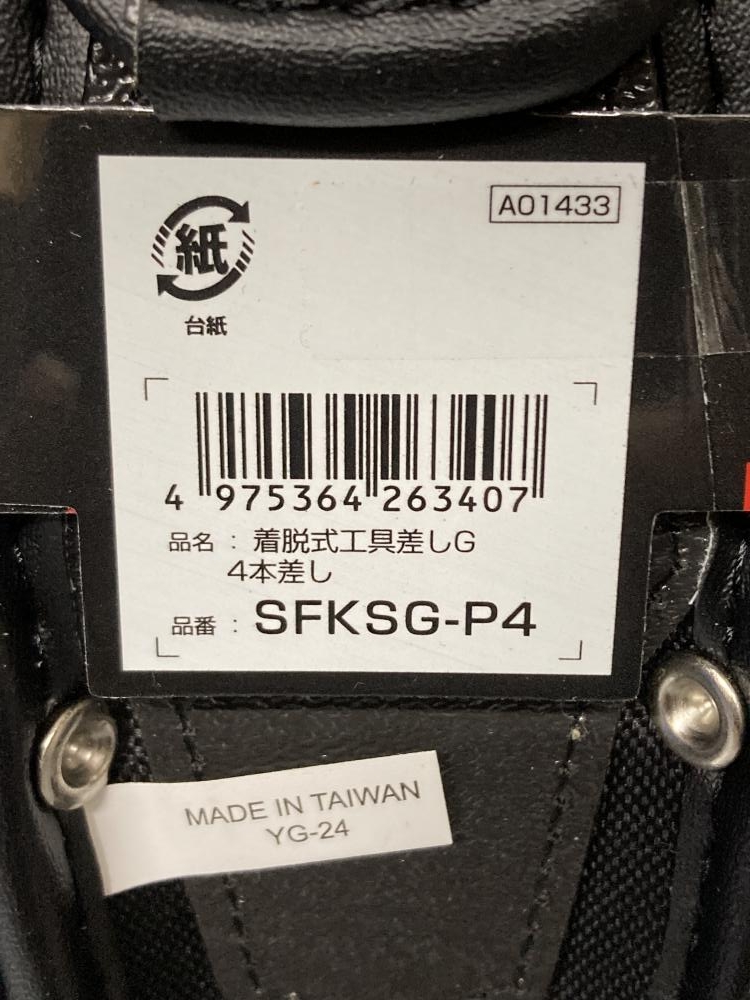 A01433
紙
台紙
4 975364 263407
品名 : 着脱式工具差しG
4本差し
品番 : SFKSG-P4
MADE IN TAIWAN
YG-24